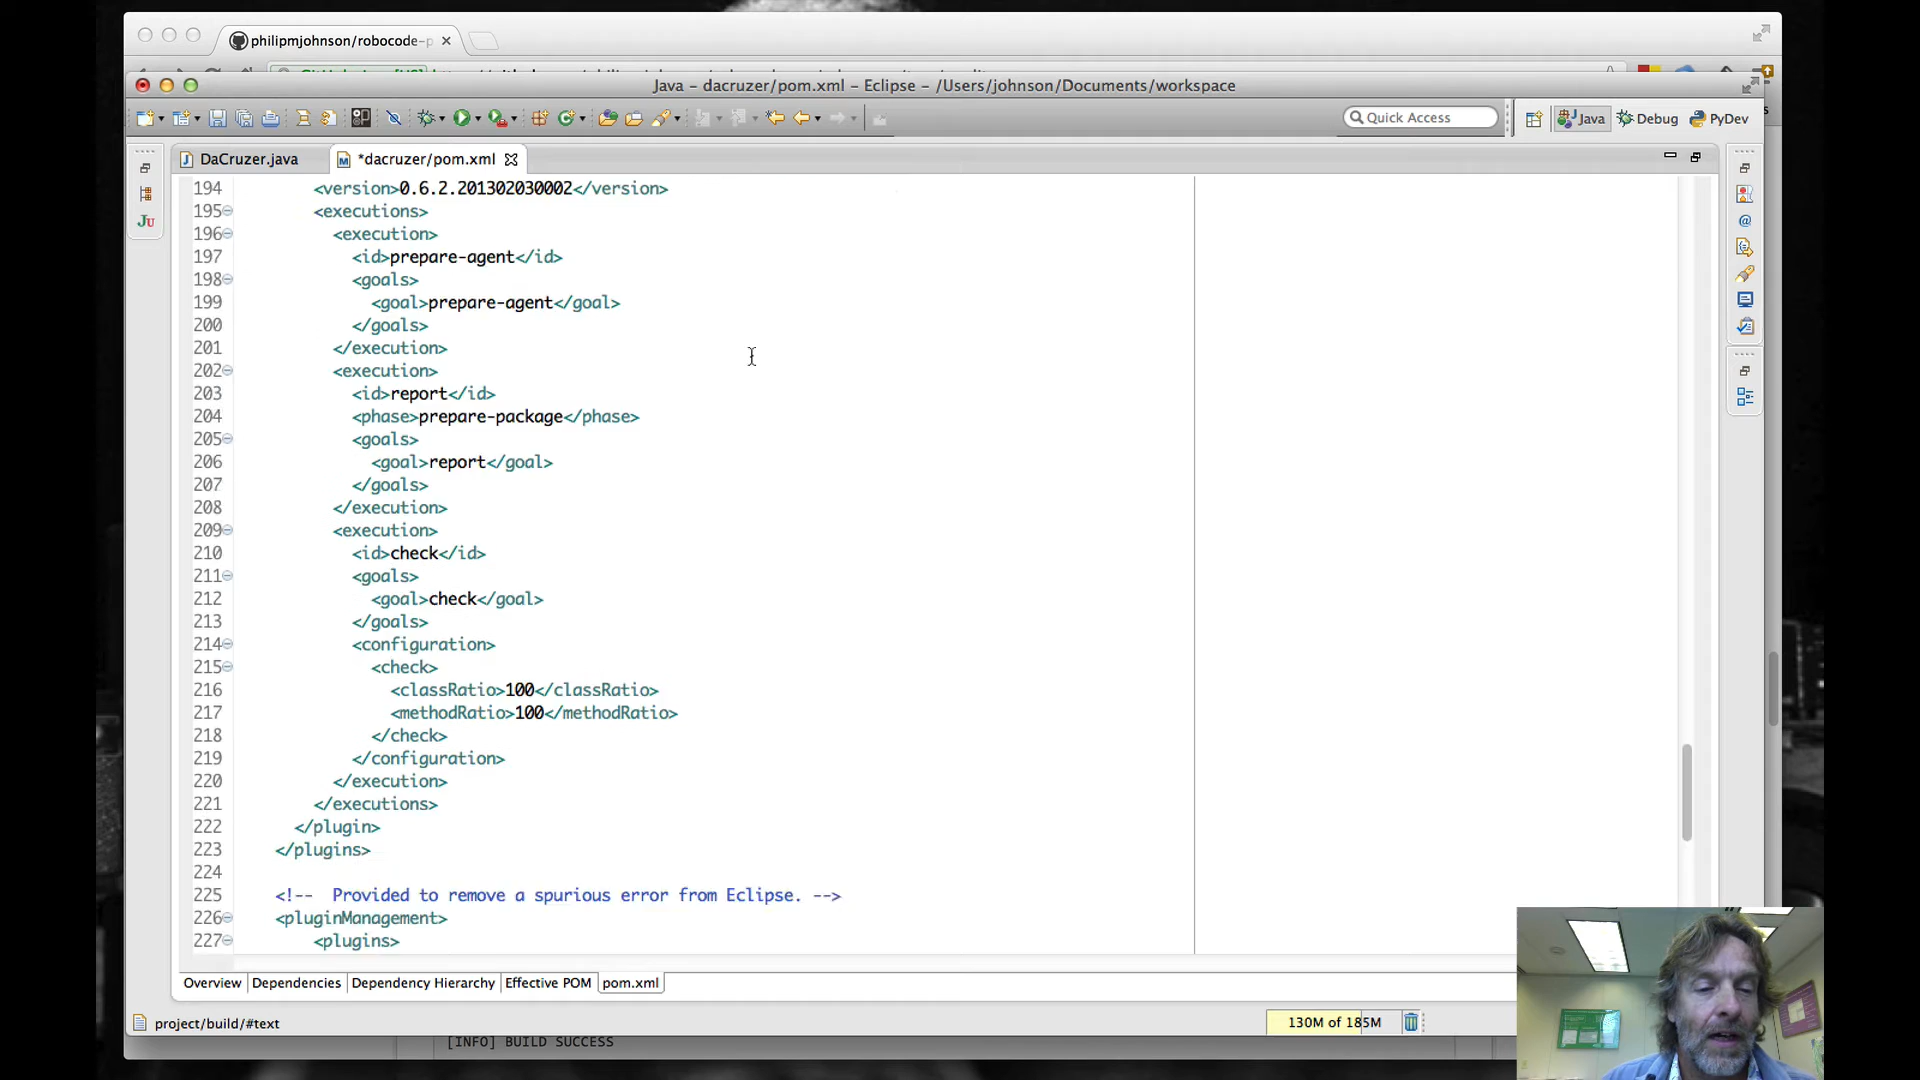 philipmjohnson/robocode-p
Java – dacruzer/pom.xml – Eclipse – /Users/johnson/Documents/workspace
Quick Access
Java
Debug
PyDev
DaCruzer.java
*dacruzer/pom.xml
194 <version>0.6.2.201302030002</version>
195 <executions>
196 <execution>
197 <id>prepare-agent</id>
198 <goals>
199 <goal>prepare-agent</goal>
200 </goals>
201 </execution>
202 <execution>
203 <id>report</id>
204 <phase>prepare-package</phase>
205 <goals>
206 <goal>report</goal>
207 </goals>
208 </execution>
209 <execution>
210 <id>check</id>
211 <goals>
212 <goal>check</goal>
213 </goals>
214 <configuration>
215 <check>
216 <classRatio>100</classRatio>
217 <methodRatio>100</methodRatio>
218 </check>
219 </configuration>
220 </execution>
221 </executions>
222 </plugin>
223 </plugins>
224
225 <!-- Provided to remove a spurious error from Eclipse. -->
226 <pluginManagement>
227 <plugins>
Overview
Dependencies
Dependency Hierarchy
Effective POM
pom.xml
project/build/#text
130M of 185M
[INFO] BUILD SUCCESS